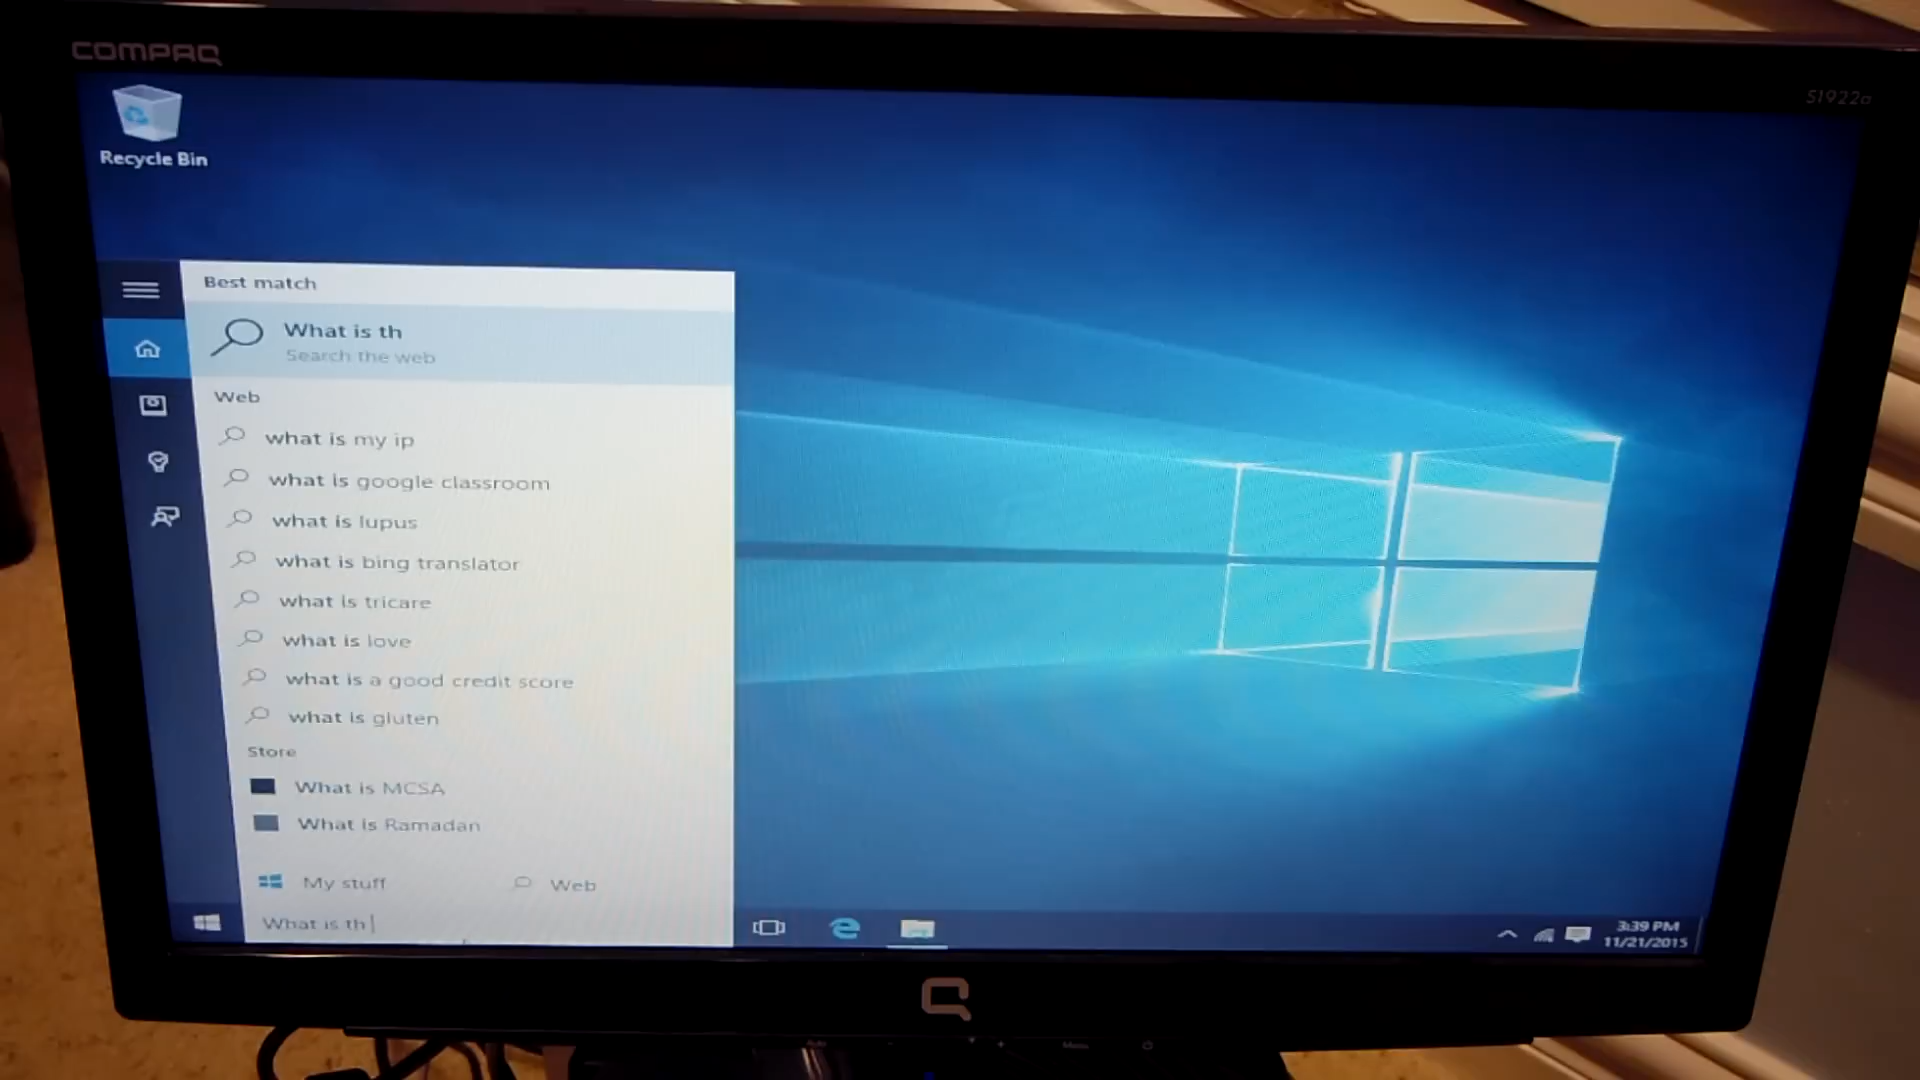 COMPAQ
S1922a
Recycle Bin
Best match
What is th
Search the web
Web
what is my ip
what is google classroom
what is lupus
what is bing translator
what is tricare
what is love
what is a good credit score
what is gluten
Store
What is MCSA
What is Ramadan
My stuff
Web
What is th
3:39 PM
11/21/2015
Auto
Menu